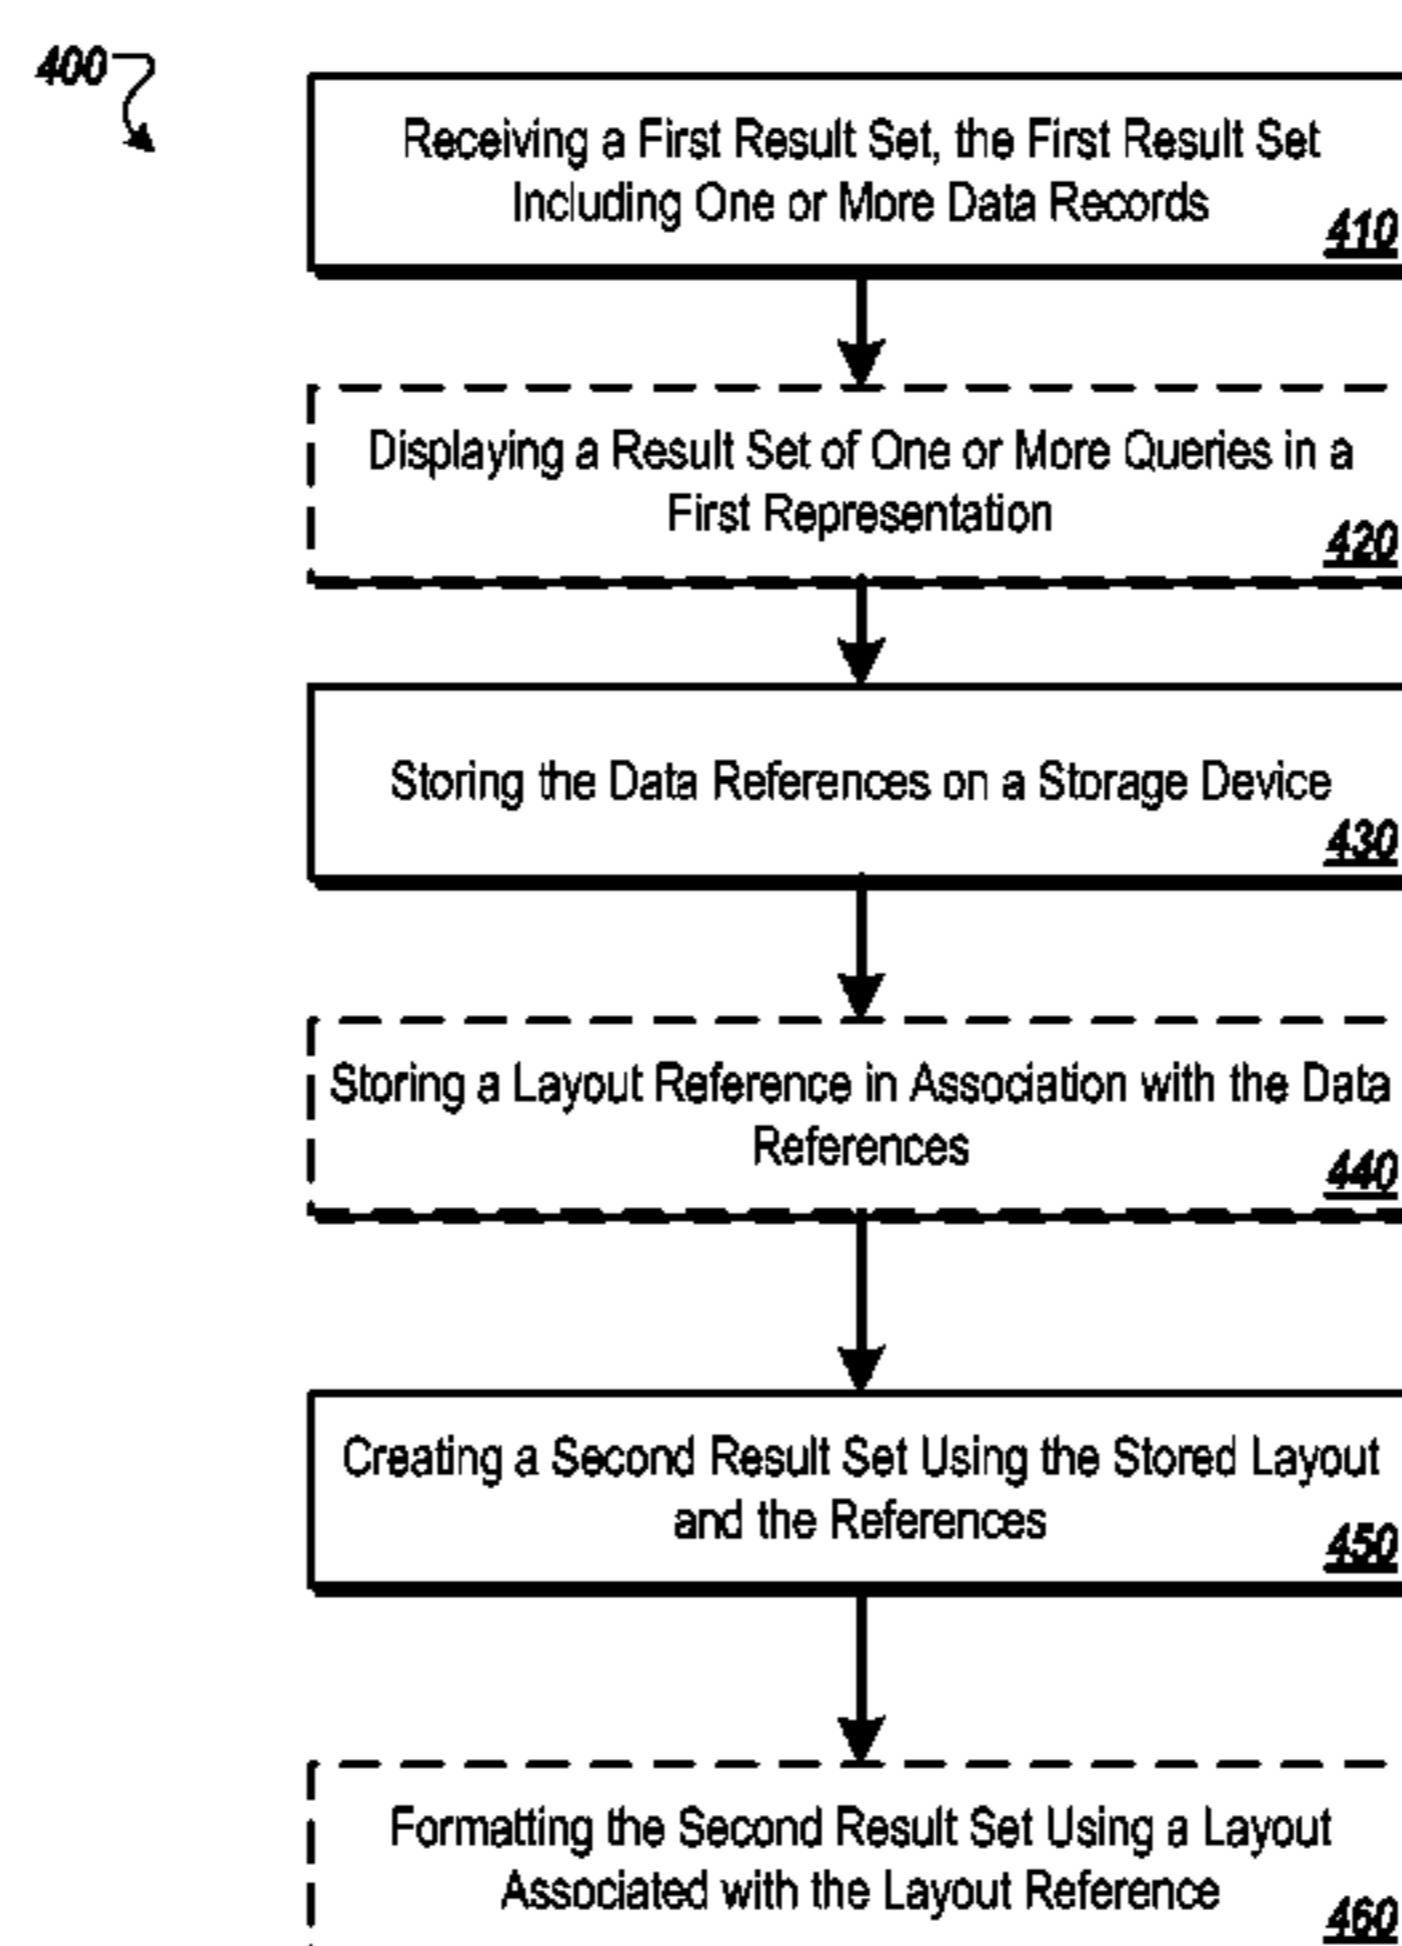 400
Receiving a First Result Set, the First Result Set
Including One or More Data Records
410
Displaying a Result Set of One or More Queries in a
First Representation
420
Storing the Data References on a Storage Device
430
Storing a Layout Reference in Association with the Data
References
440
Creating a Second Result Set Using the Stored Layout
and the References
450
Formatting the Second Result Set Using a Layout
Associated with the Layout Reference
460